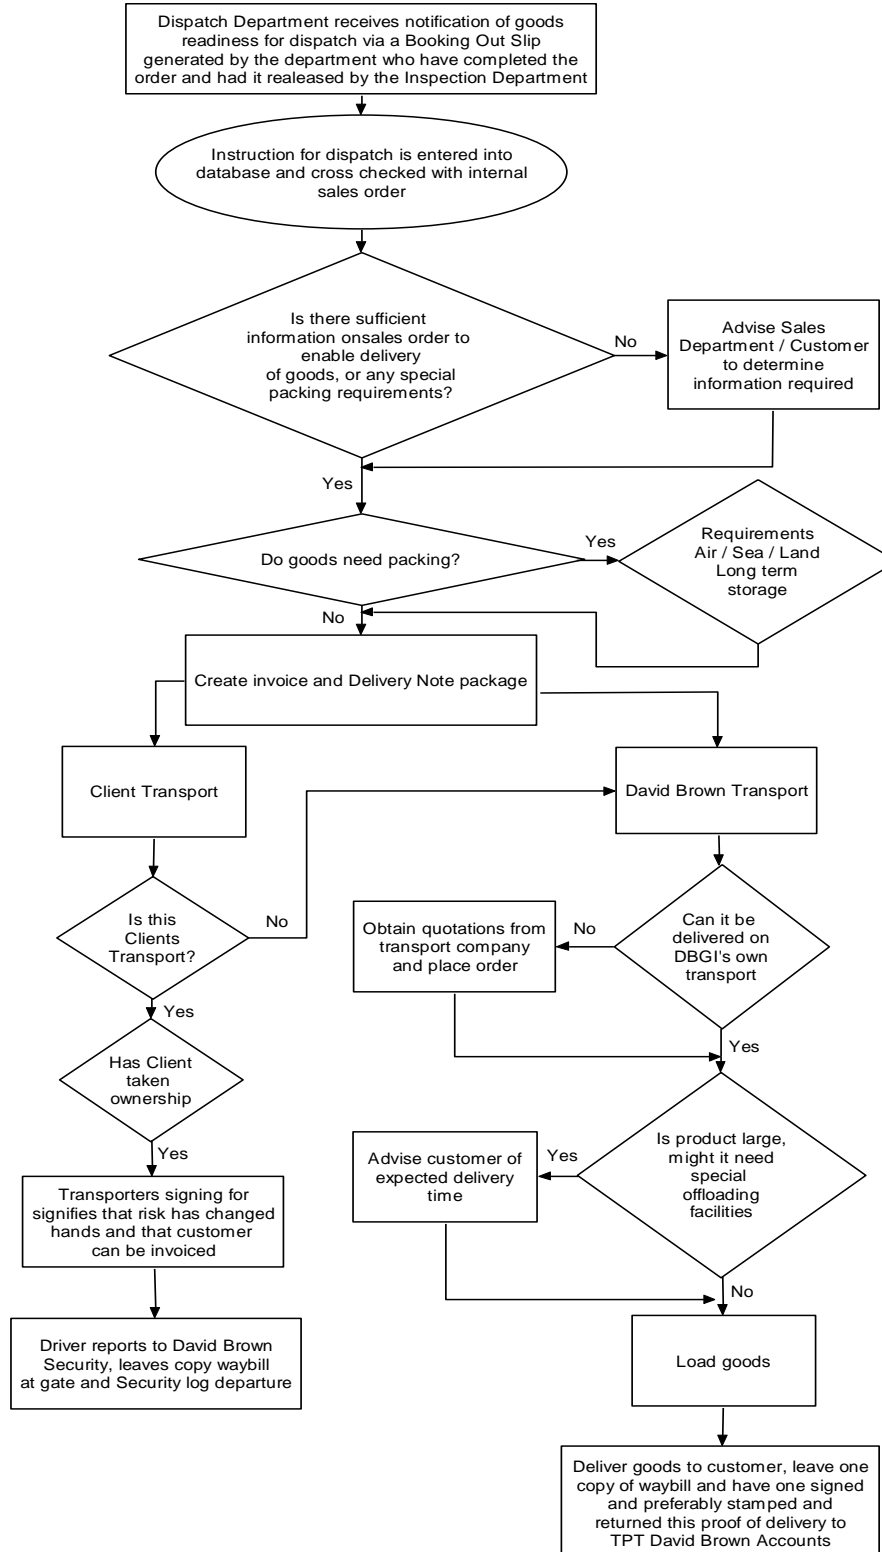 Dispatch Department receives notification of goods
readiness for dispatch via a Booking Out Slip
generated by the department who have completed the
order and had it realeased by the Inspection Department
Instruction for dispatch is entered into
database and cross checked with internal
sales order
Is there sufficient
information onsales order to
enable delivery
of goods, or any special
packing requirements?
No
Advise Sales
Department / Customer
to determine
information required
Yes
Do goods need packing?
Yes
Requirements
Air / Sea / Land
Long term
storage
No
Create invoice and Delivery Note package
Client Transport
David Brown Transport
Is this
Clients
Transport?
No
Obtain quotations from
transport company
and place order
No
Can it be
delivered on
DBGI's own
transport
Yes
Yes
Has Client
taken
ownership
Yes
Advise customer of
expected delivery
time
Yes
Is product large,
might it need
special
offloading
facilities
Transporters signing for
signifies that risk has changed
hands and that customer
can be invoiced
No
Driver reports to David Brown
Security, leaves copy waybill
at gate and Security log departure
Load goods
Deliver goods to customer, leave one
copy of waybill and have one signed
and preferably stamped and
returned this proof of delivery to
TPT David Brown Accounts